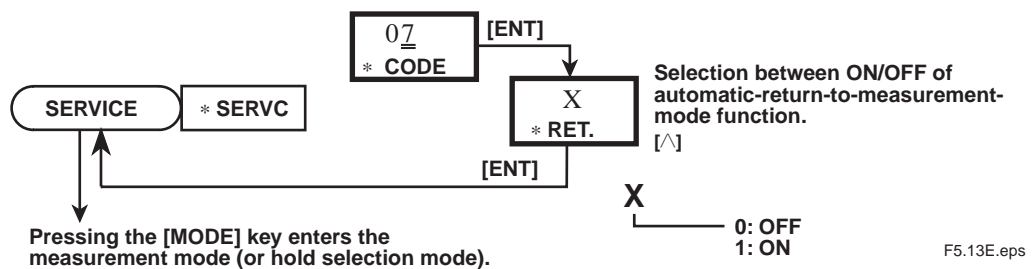 07
* CODE
[ENT]
SERVICE
* SERVC
X
* RET.
Selection between ON/OFF of
automatic-return-to-measurement-
mode function.
[∧]
[ENT]
X
0: OFF
1: ON
Pressing the [MODE] key enters the
measurement mode (or hold selection mode).
F5.13E.eps